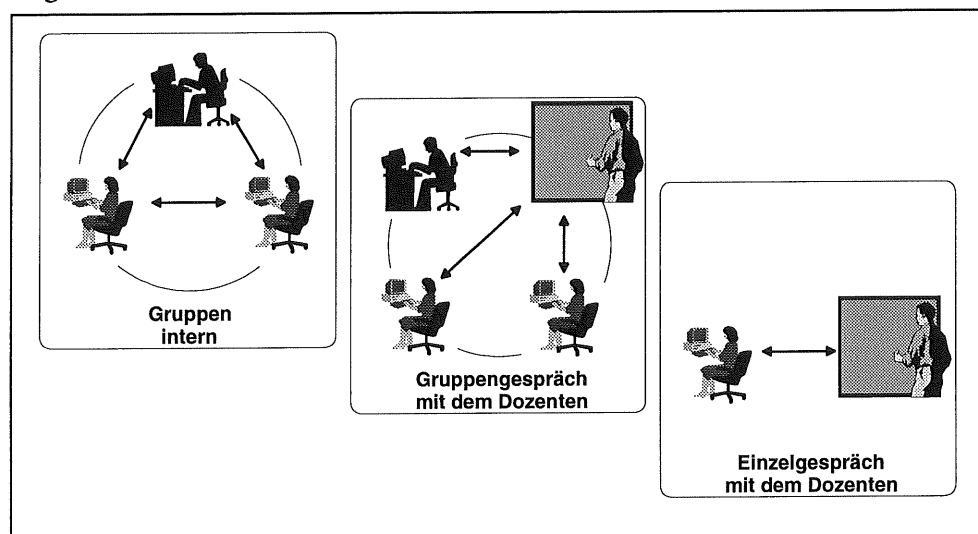 Gruppen
intern
Gruppengespräch
mit dem Dozenten
Einzelgespräch
mit dem Dozenten